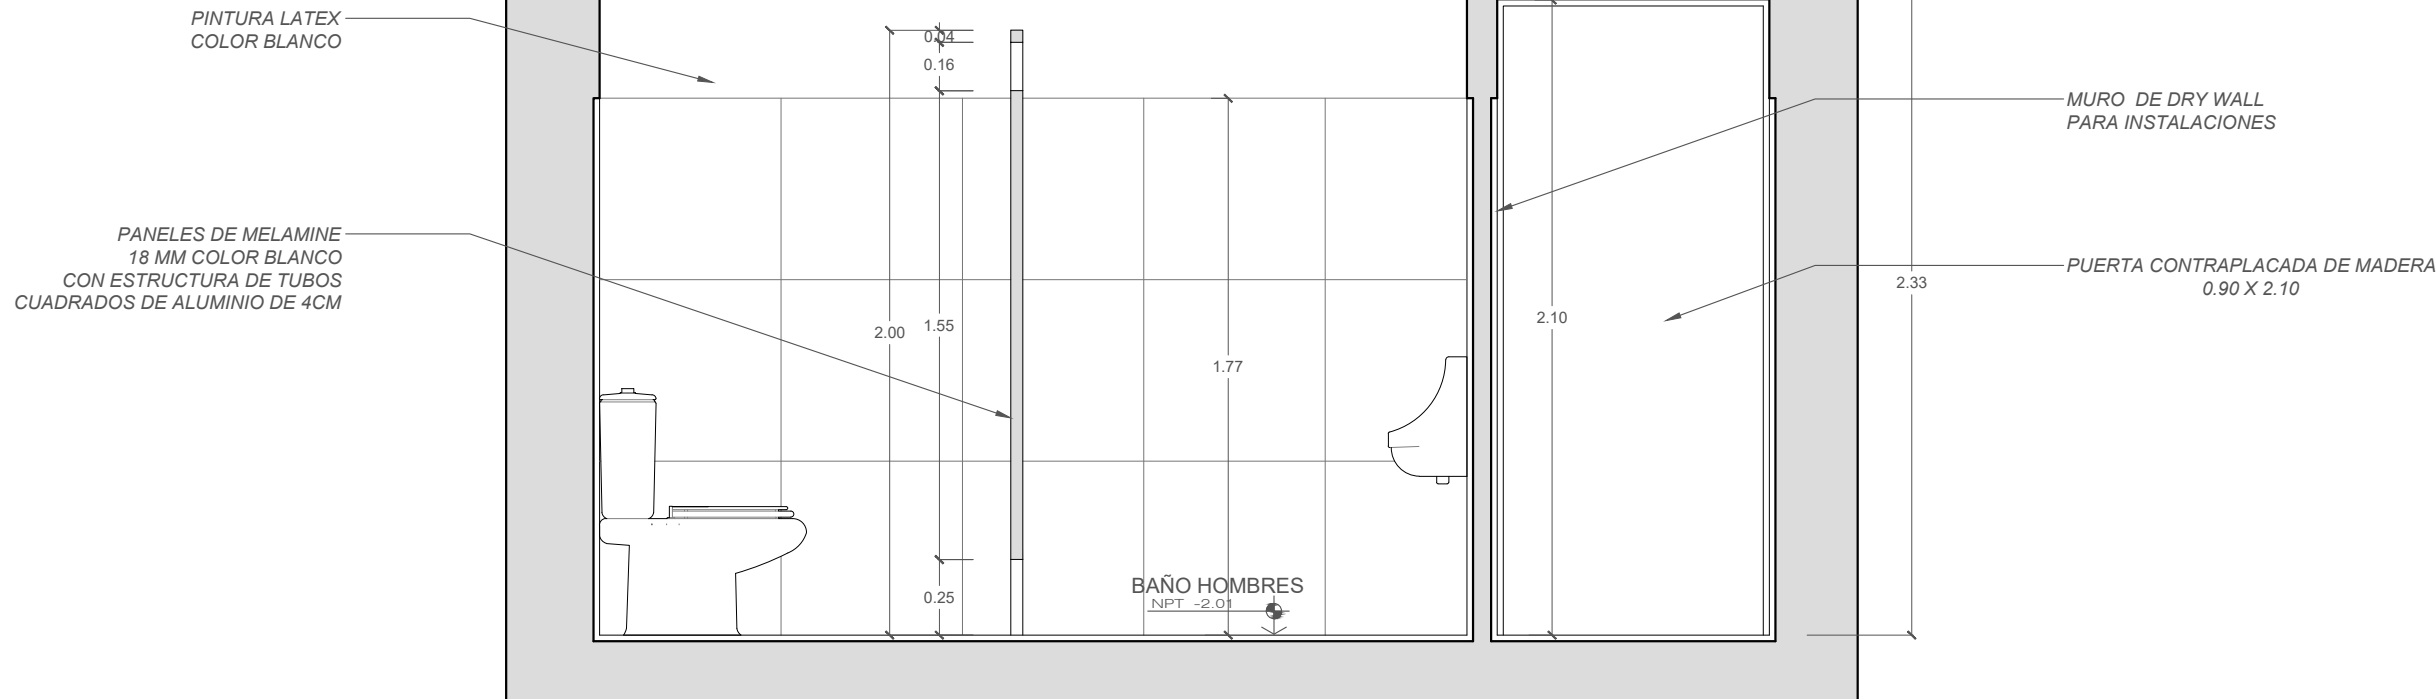 PINTURA LATEX
COLOR BLANCO
0.04
0.16
MURO DE DRY WALL
PARA INSTALACIONES
PANELES DE MELAMINE
18 MM COLOR BLANCO
CON ESTRUCTURA DE TUBOS
CUADRADOS DE ALUMINIO DE 4CM
PUERTA CONTRAPLACADA DE MADERA
0.90 X 2.10
2.33
2.10
2.00
1.55
1.77
0.25
BAÑO HOMBRES
NPT -2.01